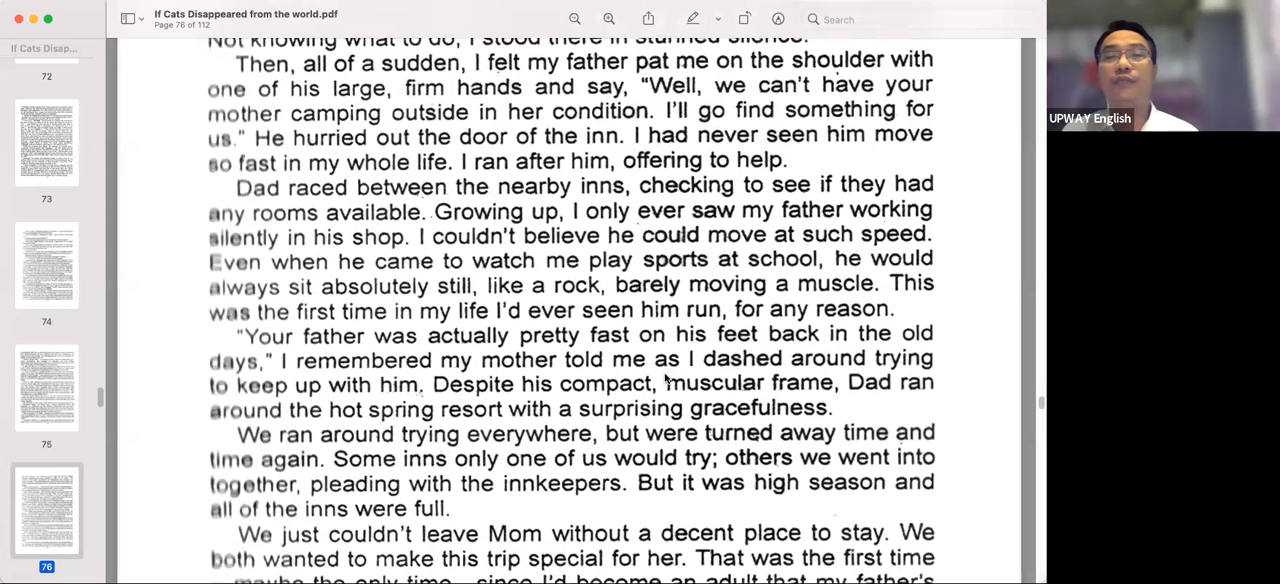 If Cats Disappeared from the world.pdf
Page 76 of 112
Search
If Cats Disap...
72
73
74
75
76
Not knowing what to do, I stood there in stunned silence.
Then, all of a sudden, I felt my father pat me on the shoulder with
one of his large, firm hands and say, “Well, we can't have your
mother camping outside in her condition. I'll go find something for
us.” He hurried out the door of the inn. I had never seen him move
so fast in my whole life. I ran after him, offering to help.
Dad raced between the nearby inns, checking to see if they had
any rooms available. Growing up, I only ever saw my father working
silently in his shop. I couldn't believe he could move at such speed.
Even when he came to watch me play sports at school, he would
always sit absolutely still, like a rock, barely moving a muscle. This
was the first time in my life I'd ever seen him run, for any reason.
“Your father was actually pretty fast on his feet back in the old
days,” I remembered my mother told me as I dashed around trying
to keep up with him. Despite his compact, muscular frame, Dad ran
around the hot spring resort with a surprising gracefulness.
We ran around trying everywhere, but were turned away time and
time again. Some inns only one of us would try; others we went into
together, pleading with the innkeepers. But it was high season and
all of the inns were full.
We just couldn't leave Mom without a decent place to stay. We
both wanted to make this trip special for her. That was the first time
maybe the only time since I'd become an adult that my father's
UPWAY English